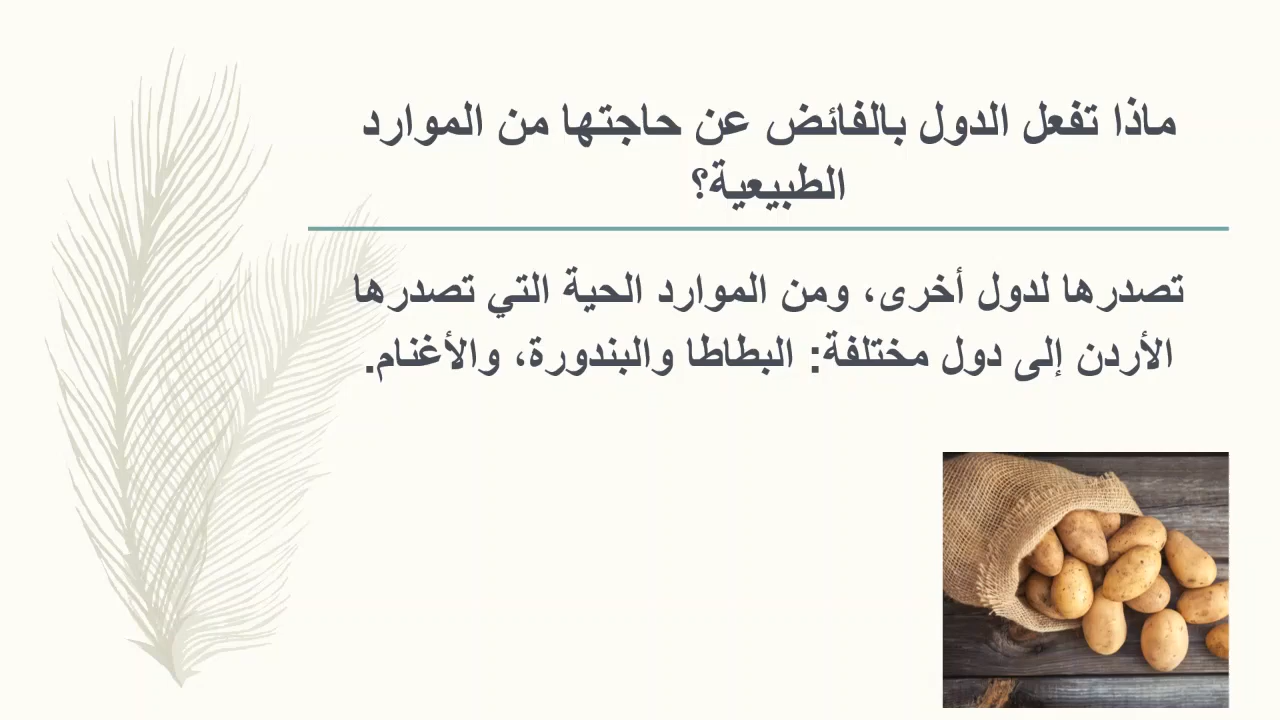 ماذا تفعل الدول بالفائض عن حاجتها من الموارد
الطبيعية؟
تصدرها لدول أخرى، ومن الموارد الحية التي تصدرها
الأردن إلى دول مختلفة: البطاطا والبندورة، والأغنام.